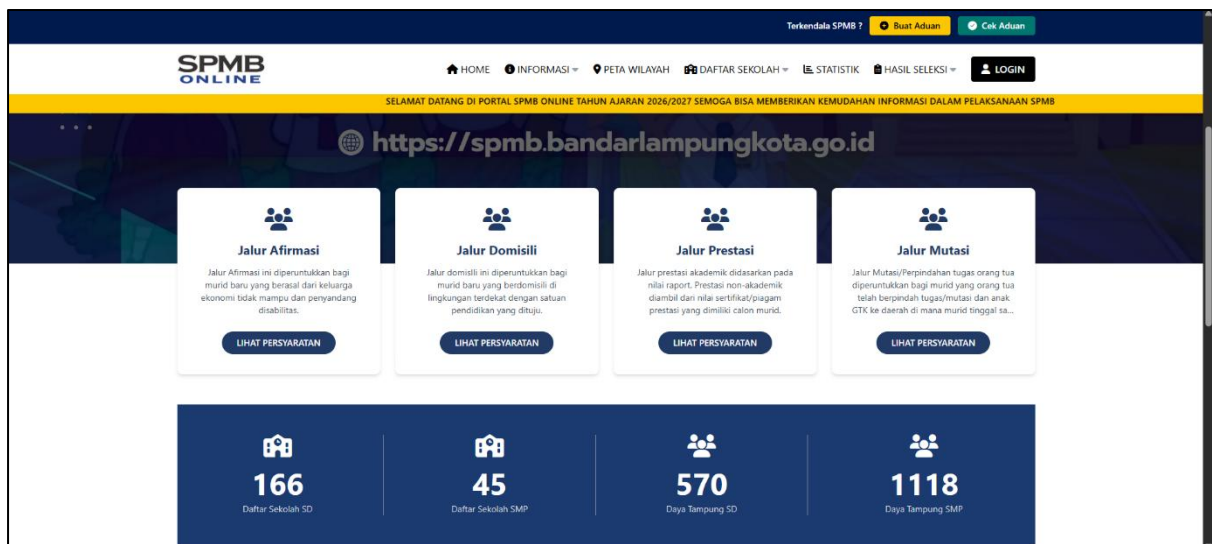 Terkendala SPMB ? Buat Aduan Cek Aduan
SPMB
ONLINE
HOME INFORMASI PETA WILAYAH DAFTAR SEKOLAH STATISTIK HASIL SELEKSI LOGIN
SELAMAT DATANG DI PORTAL SPMB ONLINE TAHUN AJARAN 2026/2027 SEMOGA BISA MEMBERIKAN KEMUDAHAN INFORMASI DALAM PELAKSANAAN SPMB
https://spmb.bandarlampungkota.go.id
Jalur Afirmasi
Jalur Afirmasi ini diperuntukkan bagi
murid baru yang berasal dari keluarga
ekonomi tidak mampu dan penyandang
disabilitas.
LIHAT PERSYARATAN
Jalur Domisili
Jalur domisili ini diperuntukkan bagi
murid baru yang berdomisili di
lingkungan terdekat dengan satuan
pendidikan yang dituju.
LIHAT PERSYARATAN
Jalur Prestasi
Jalur prestasi akademik didasarkan pada
nilai raport. Prestasi non-akademik
diambil dari nilai sertifikat/piagam
prestasi yang dimiliki calon murid.
LIHAT PERSYARATAN
Jalur Mutasi
Jalur Mutasi/Perpindahan tugas orang tua
diperuntukkan bagi murid yang orang tua
telah berpindah tugas/mutasi dan anak
GTK ke daerah di mana murid tinggal sa...
LIHAT PERSYARATAN
166
Daftar Sekolah SD
45
Daftar Sekolah SMP
570
Daya Tampung SD
1118
Daya Tampung SMP